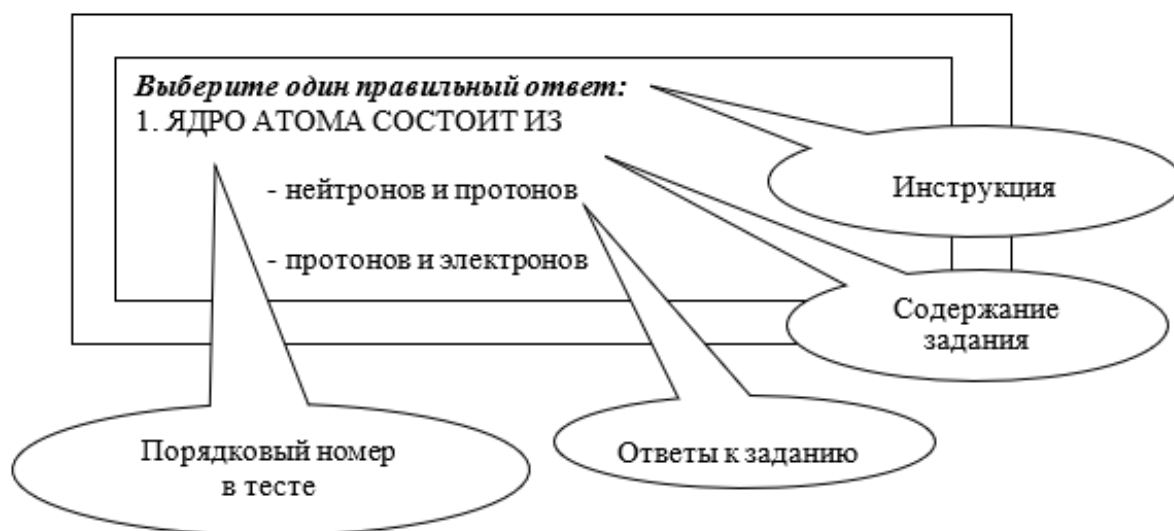 Выберите один правильный ответ:
1. ЯДРО АТОМА СОСТОИТ ИЗ
- нейтронов и протонов
- протонов и электронов
Инструкция
Содержание
задания
Ответы к заданию
Порядковый номер
в тесте